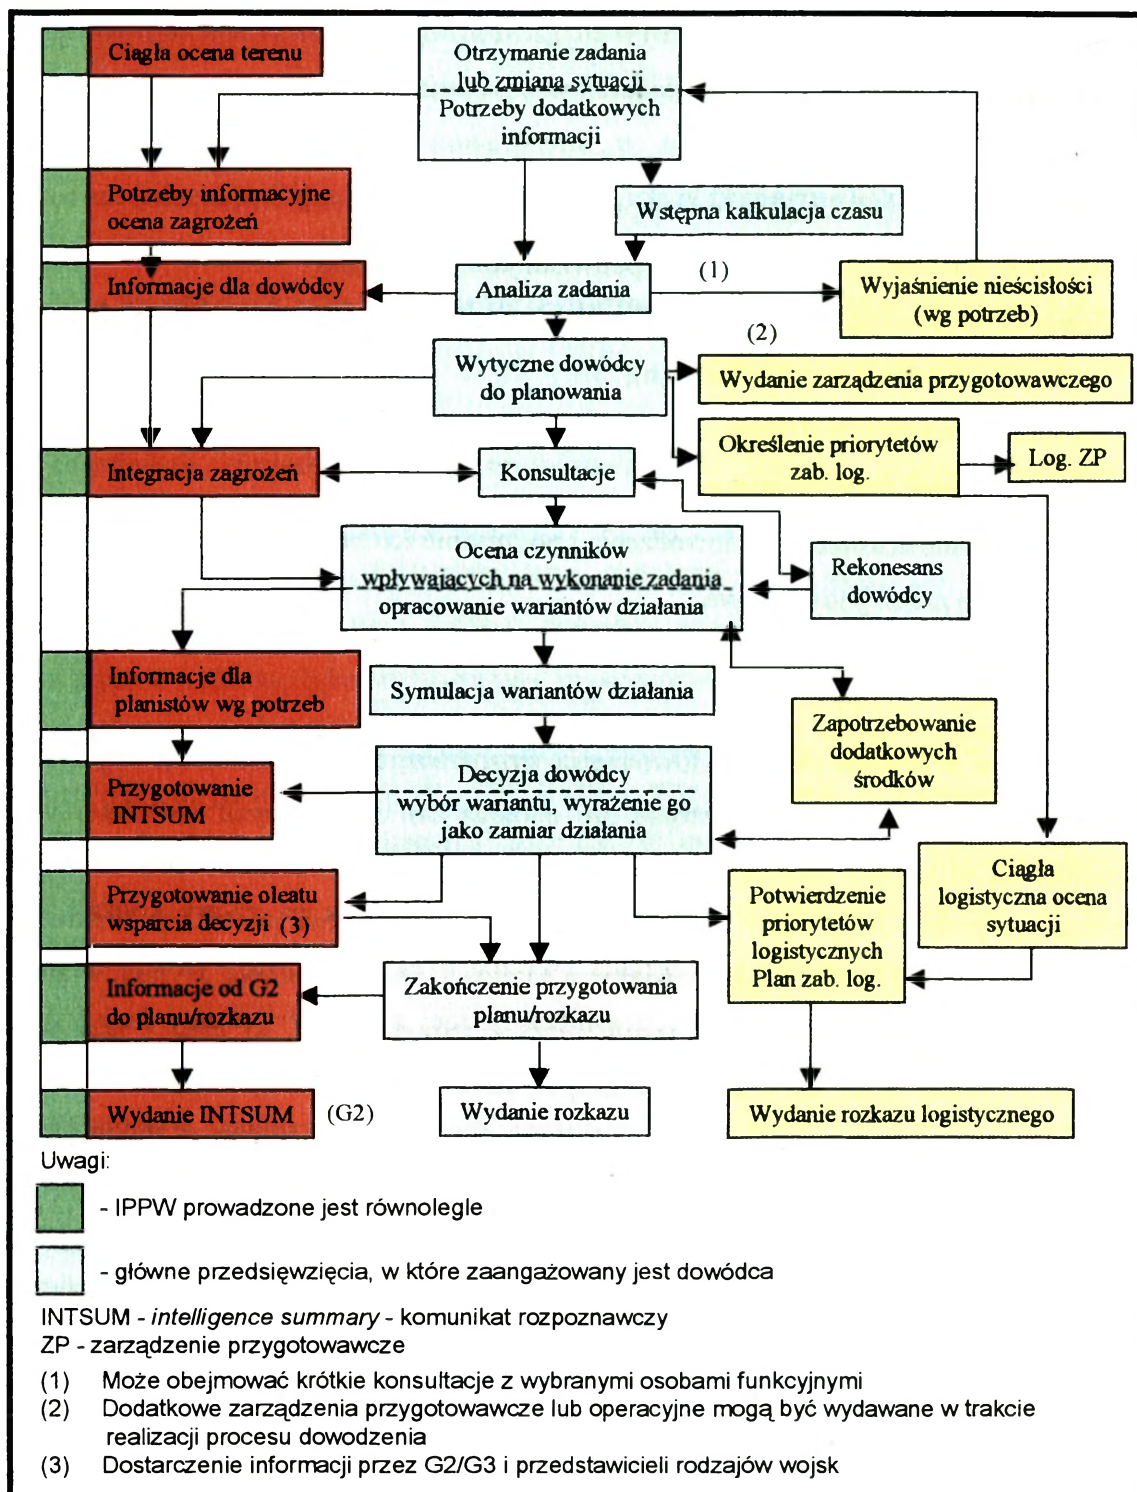 Ciągła ocena terenu
Otrzymanie zadania
lub zmiana sytuacji
Potrzeby dodatkowych
informacji
Potrzeby informacyjne
ocena zagrożeń
Wstępna kalkulacja czasu
Informacje dla dowódcy
Analiza zadania
(1)
Wyjaśnienie nieścisłości
(wg potrzeb)
(2)
Wytyczne dowódcy
do planowania
Wydanie zarządzenia przygotowawczego
Określenie priorytetów
zab. log.
Log. ZP
Integracja zagrożeń
Konsultacje
Ocena czynników
wpływających na wykonanie zadania
opracowanie wariantów działania
Rekonesans
dowódcy
Informacje dla
planistów wg potrzeb
Symulacja wariantów działania
Zapotrzebowanie
dodatkowych
środków
Przygotowanie
INTSUM
Decyzja dowódcy
wybór wariantu, wyrażenie go
jako zamiar działania
Ciągła
logistyczna ocena
sytuacji
Przygotowanie oleatu
wsparcia decyzji (3)
Potwierdzenie
priorytetów
logistycznych
Plan zab. log.
Informacje od G2
do planu/rozkazu
Zakończenie przygotowania
planu/rozkazu
Wydanie INTSUM
(G2)
Wydanie rozkazu
Wydanie rozkazu logistycznego
Uwagi:
- IPPW prowadzone jest równolegle
- główne przedsięwzięcia, w które zaangażowany jest dowódca
INTSUM - intelligence summary - komunikat rozpoznawczy
ZP - zarządzenie przygotowawcze
(1) Może obejmować krótkie konsultacje z wybranymi osobami funkcyjnymi
(2) Dodatkowe zarządzenia przygotowawcze lub operacyjne mogą być wydawane w trakcie
realizacji procesu dowodzenia
(3) Dostarczenie informacji przez G2/G3 i przedstawicieli rodzajów wojsk